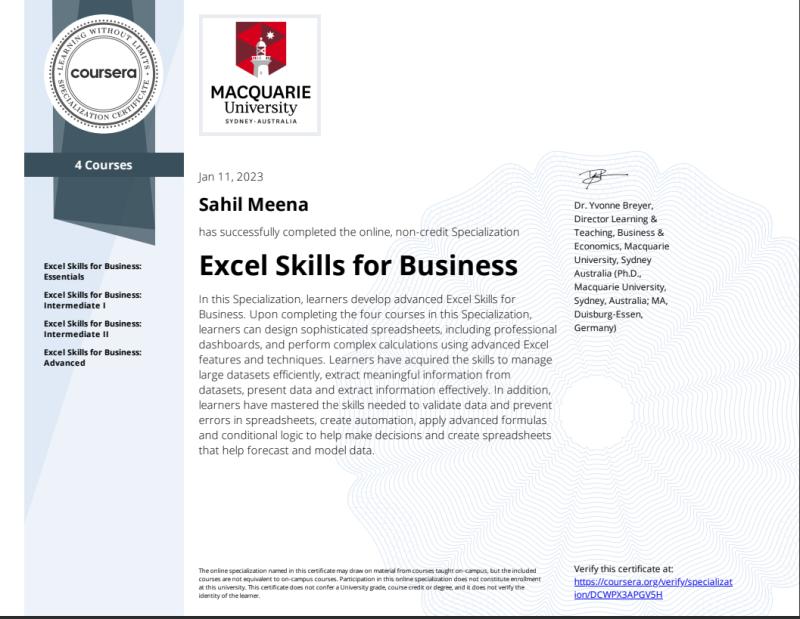 LEARNING WITHOUT LIMITS
coursera
SPECIALIZATION CERTIFICATE
MACQUARIE
University
SYDNEY·AUSTRALIA
4 Courses
Excel Skills for Business:
Essentials
Excel Skills for Business:
Intermediate I
Excel Skills for Business:
Intermediate II
Excel Skills for Business:
Advanced
Jan 11, 2023
Sahil Meena
has successfully completed the online, non-credit Specialization
Excel Skills for Business
In this Specialization, learners develop advanced Excel Skills for
Business. Upon completing the four courses in this Specialization,
learners can design sophisticated spreadsheets, including professional
dashboards, and perform complex calculations using advanced Excel
features and techniques. Learners have acquired the skills to manage
large datasets efficiently, extract meaningful information from
datasets, present data and extract information effectively. In addition,
learners have mastered the skills needed to validate data and prevent
errors in spreadsheets, create automation, apply advanced formulas
and conditional logic to help make decisions and create spreadsheets
that help forecast and model data.
Dr. Yvonne Breyer,
Director Learning &
Teaching, Business &
Economics, Macquarie
University, Sydney
Australia (Ph.D.,
Macquarie University,
Sydney, Australia; MA,
Duisburg-Essen,
Germany)
The online specialization named in this certificate may draw on material from courses taught on-campus, but the included
courses are not equivalent to on-campus courses. Participation in this online specialization does not constitute enrollment
at this university. This certificate does not confer a University grade, course credit or degree, and it does not verify the
identity of the learner.
Verify this certificate at:
https://coursera.org/verify/specializat
ion/DCWPX3APGV5H